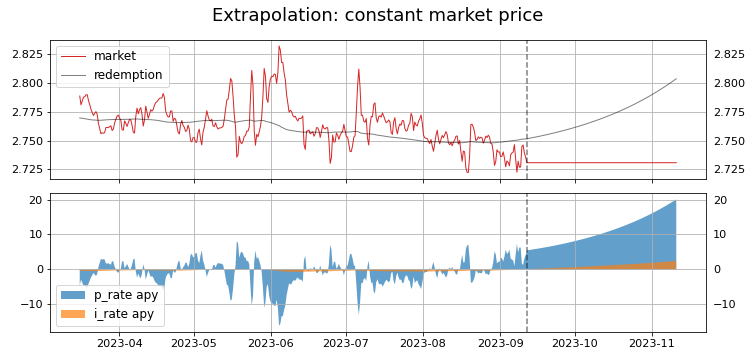 Extrapolation: constant market price
2.825 2.825
market
redemption
2.800 2.800
2.775 2.775
2.750 2.750
2.725 2.725
20 20
10 10
0 0
p_rate apy
−10 −10
i_rate apy
2023-04 2023-05 2023-06 2023-07 2023-08 2023-09 2023-10 2023-11